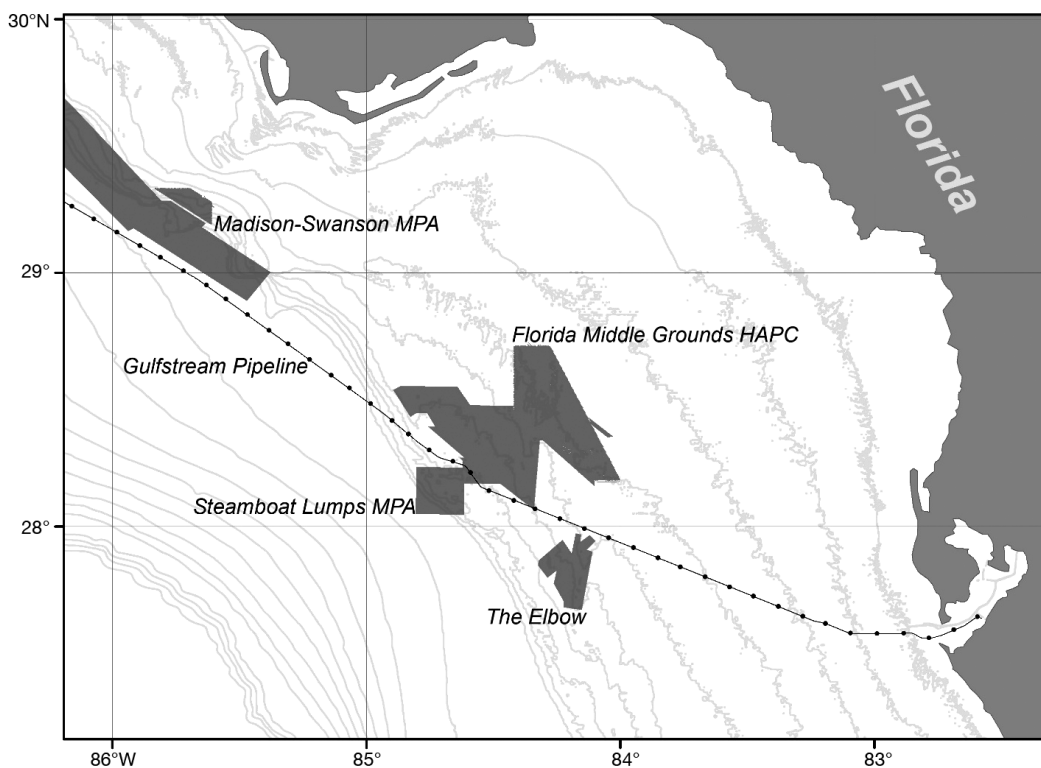 30°N
Florida
Madison-Swanson MPA
29°
Florida Middle Grounds HAPC
Gulfstream Pipeline
Steamboat Lumps MPA
28°
The Elbow
86°W
85°
84°
83°